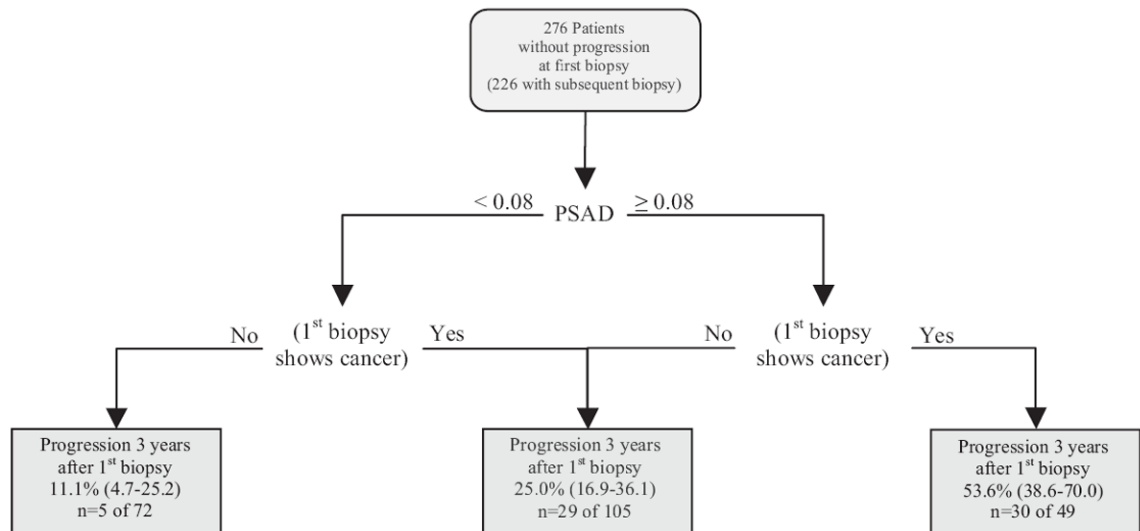 276 Patients
without progression
at first biopsy
(226 with subsequent biopsy)
< 0.08 PSAD ≥ 0.08
No (1st biopsy shows cancer) Yes
No (1st biopsy shows cancer) Yes
Progression 3 years
after 1st biopsy
11.1% (4.7-25.2)
n=5 of 72
Progression 3 years
after 1st biopsy
25.0% (16.9-36.1)
n=29 of 105
Progression 3 years
after 1st biopsy
53.6% (38.6-70.0)
n=30 of 49